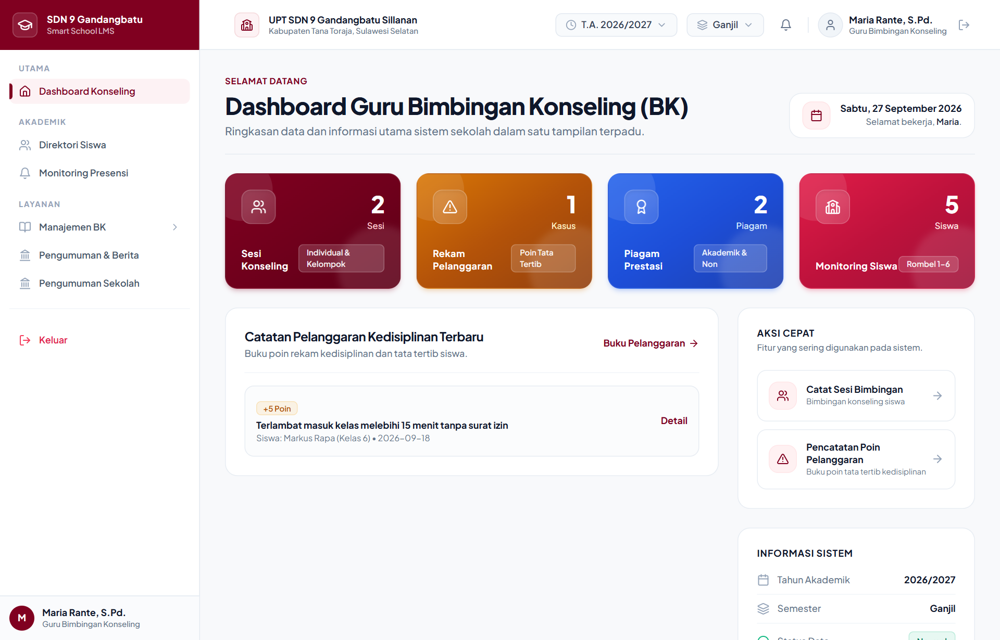 SDN 9 Gandangbatu
Smart School LMS
UTAMA
Dashboard Konseling
AKADEMIK
Direktori Siswa
Monitoring Presensi
LAYANAN
Manajemen BK
Pengumuman & Berita
Pengumuman Sekolah
Keluar
M
Maria Rante, S.Pd.
Guru Bimbingan Konseling
UPT SDN 9 Gandangbatu Sillanan
Kabupaten Tana Toraja, Sulawesi Selatan
T.A. 2026/2027
Ganjil
Maria Rante, S.Pd.
Guru Bimbingan Konseling
SELAMAT DATANG
Dashboard Guru Bimbingan Konseling (BK)
Ringkasan data dan informasi utama sistem sekolah dalam satu tampilan terpadu.
Sabtu, 27 September 2026
Selamat bekerja, Maria.
2
Sesi
Sesi
Konseling
Individual &
Kelompok
1
Kasus
Rekam
Pelanggaran
Poin Tata
Tertib
2
Piagam
Piagam
Prestasi
Akademik &
Non
5
Siswa
Monitoring Siswa
Rombel 1–6
Catatan Pelanggaran Kedisiplinan Terbaru
Buku poin rekam kedisiplinan dan tata tertib siswa.
Buku Pelanggaran →
+5 Poin
Terlambat masuk kelas melebihi 15 menit tanpa surat izin
Siswa: Markus Rapa (Kelas 6) • 2026-09-18
Detail
AKSI CEPAT
Fitur yang sering digunakan pada sistem.
Catat Sesi Bimbingan
Bimbingan konseling siswa
Pencatatan Poin
Pelanggaran
Buku poin tata tertib kedisiplinan
INFORMASI SISTEM
Tahun Akademik
2026/2027
Semester
Ganjil